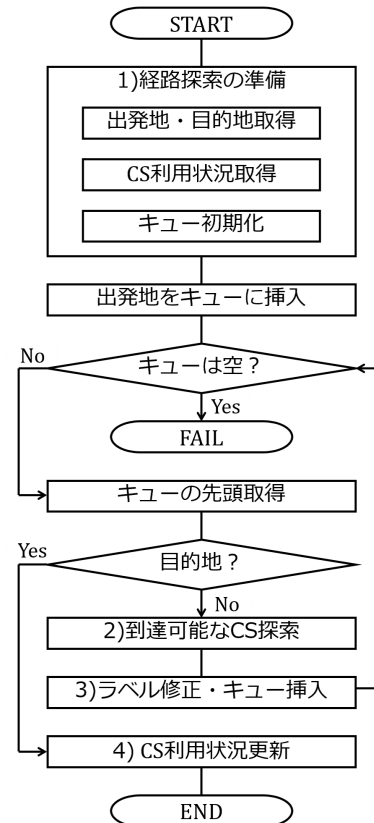 START
1)経路探索の準備
出発地・目的地取得
CS利用状況取得
キュー初期化
出発地をキューに挿入
No
キューは空？
Yes
FAIL
キューの先頭取得
Yes
目的地？
No
2)到達可能なCS探索
3)ラベル修正・キュー挿入
4) CS利用状況更新
END